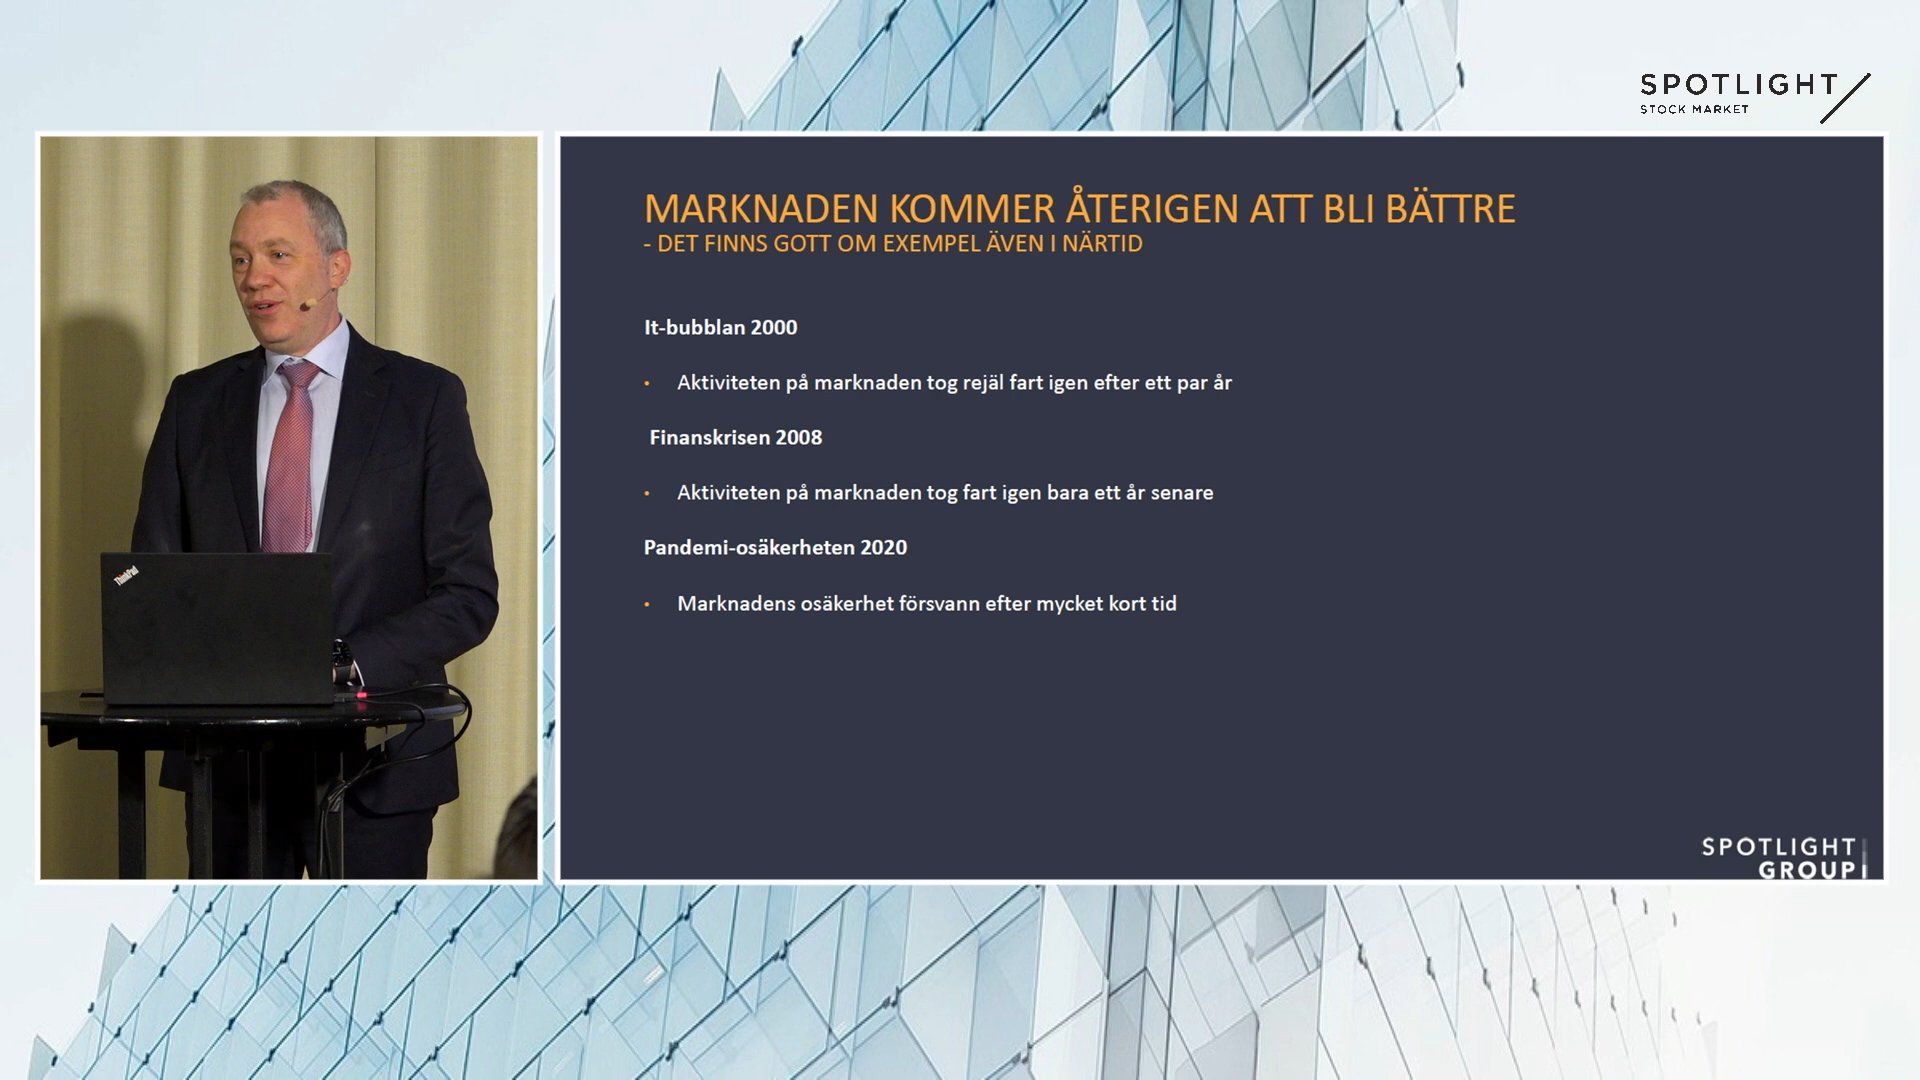 SPOTLIGHT
STOCK MARKET
MARKNADEN KOMMER ÅTERIGEN ATT BLI BÄTTRE
- DET FINNS GOTT OM EXEMPEL ÄVEN I NÄRTID
It-bubblan 2000
• Aktiviteten på marknaden tog rejäl fart igen efter ett par år
Finanskrisen 2008
• Aktiviteten på marknaden tog fart igen bara ett år senare
Pandemi-osäkerheten 2020
• Marknadens osäkerhet försvann efter mycket kort tid
ThinkPad
SPOTLIGHT
GROUP